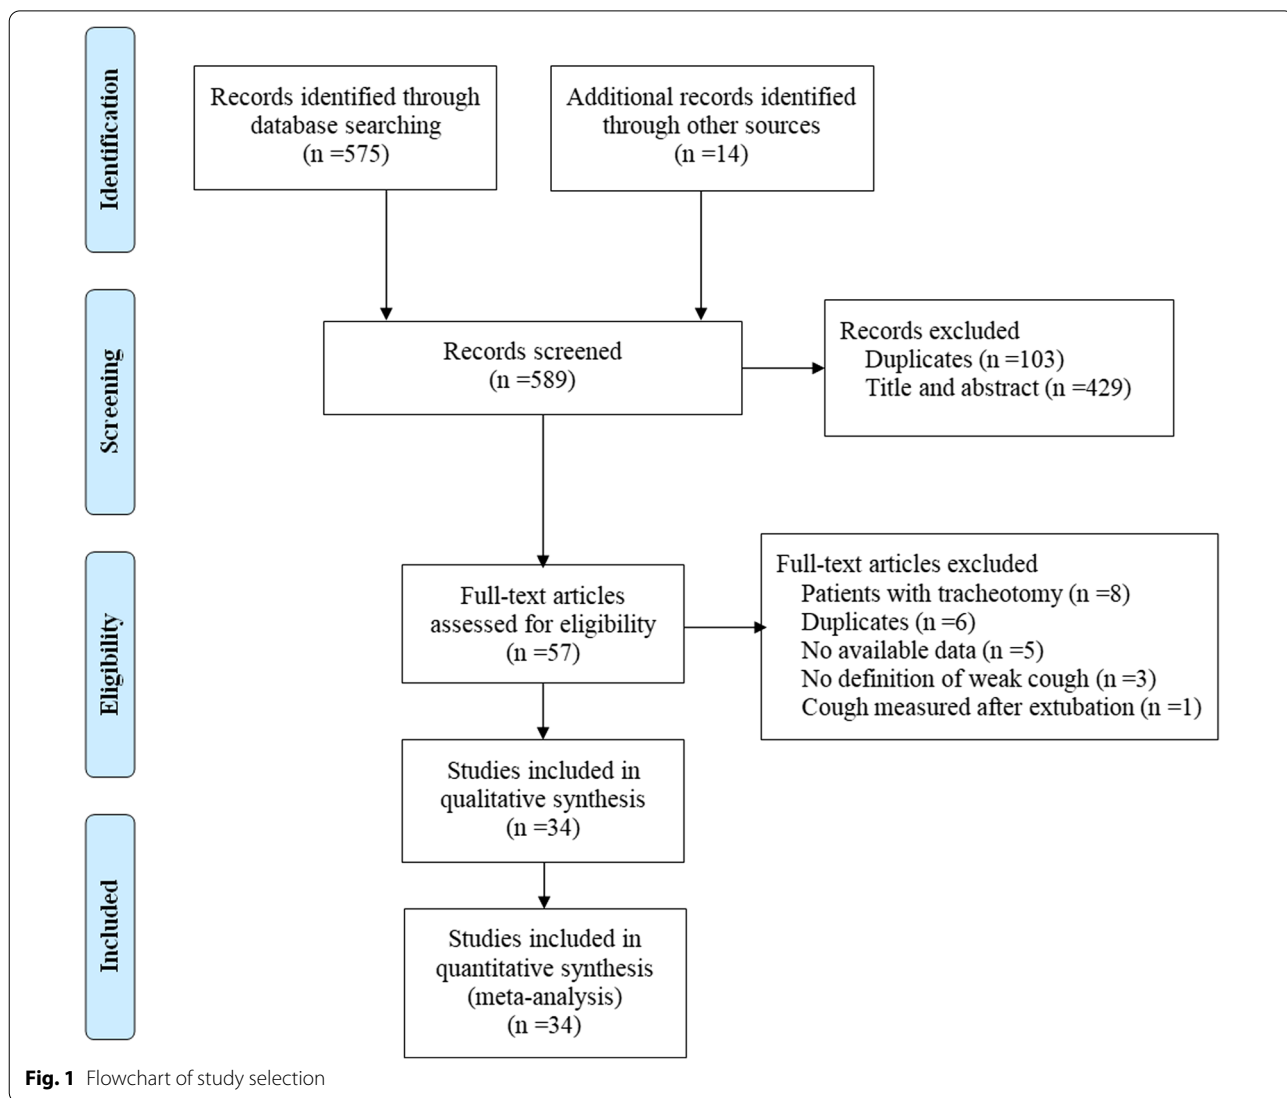 Identification
Records identified through
database searching
(n =575)
Additional records identified
through other sources
(n =14)
Screening
Records screened
(n =589)
Records excluded
Duplicates (n =103)
Title and abstract (n =429)
Eligibility
Full-text articles
assessed for eligibility
(n =57)
Full-text articles excluded
Patients with tracheotomy (n =8)
Duplicates (n =6)
No available data (n =5)
No definition of weak cough (n =3)
Cough measured after extubation (n =1)
Studies included in
qualitative synthesis
(n =34)
Included
Studies included in
quantitative synthesis
(meta-analysis)
(n =34)
Fig. 1 Flowchart of study selection